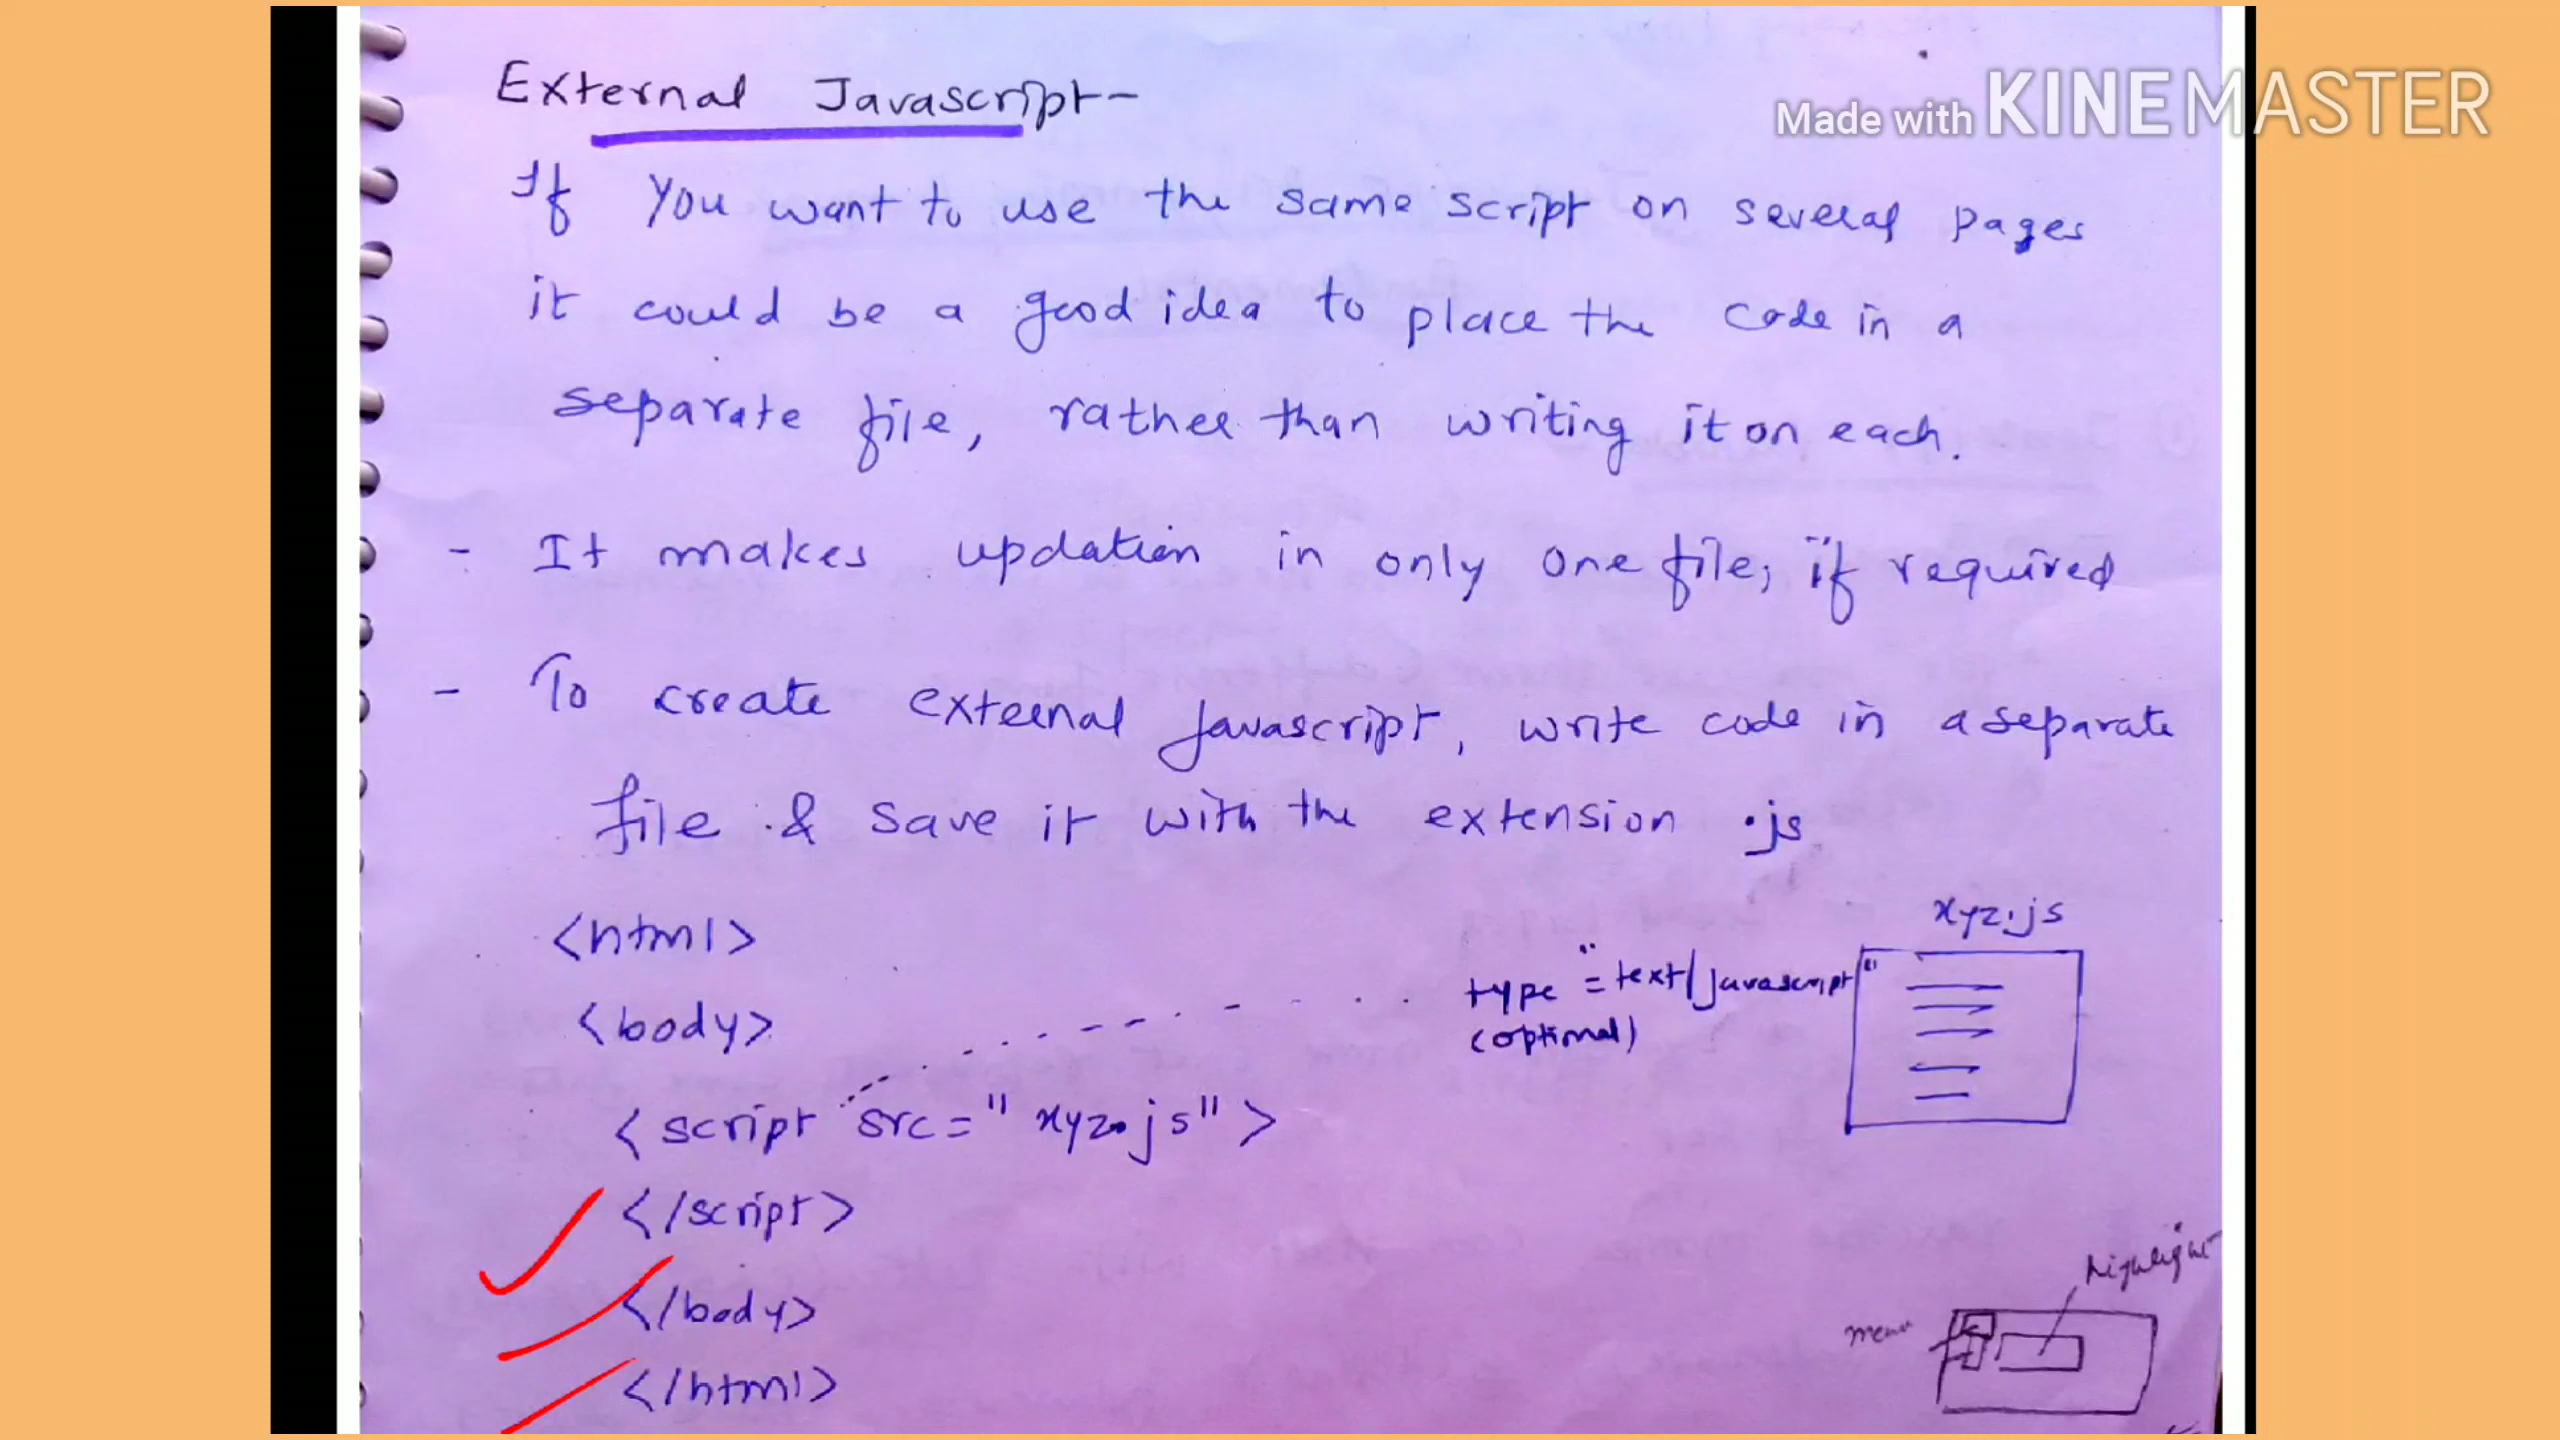 Made with KINEMASTER
External Javascript-
If you want to use the same script on several pages
it could be a good idea to place the code in a
separate file, rather than writing it on each.
- It makes updation in only one file, if required
- To create external javascript, write code in a separate
file & save it with the extension .js
xyz.js
<html>
type "= text/javascript"
(optional)
<body>
<script src=" xyz.js">
</script>
highlight
</body>
menu
</html>